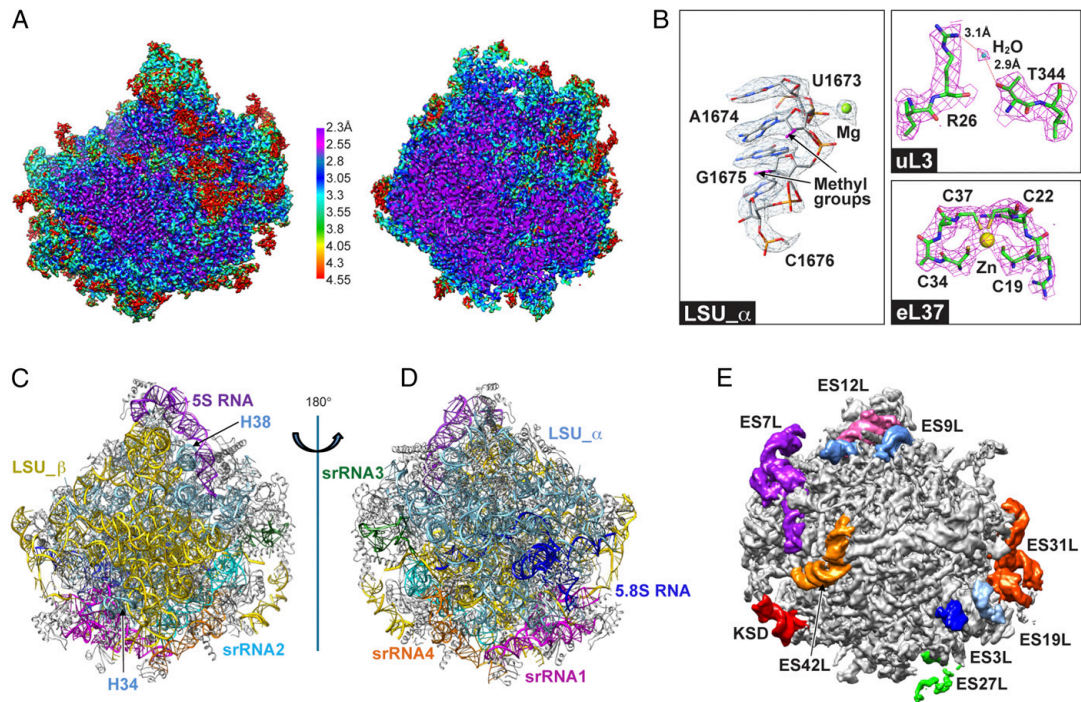 A
2.3Å
2.55
2.8
3.05
3.3
3.55
3.8
4.05
4.3
4.55
B
U1673
A1674
Mg
G1675
Methyl
groups
C1676
LSU_α
3.1Å
H₂O
2.9Å
T344
R26
uL3
C37
C22
Zn
C34
C19
eL37
C
5S RNA
H38
LSU_β
srRNA2
H34
180°
D
LSU_α
srRNA3
5.8S RNA
srRNA4
srRNA1
E
ES12L
ES7L
ES9L
ES31L
KSD
ES42L
ES19L
ES3L
ES27L